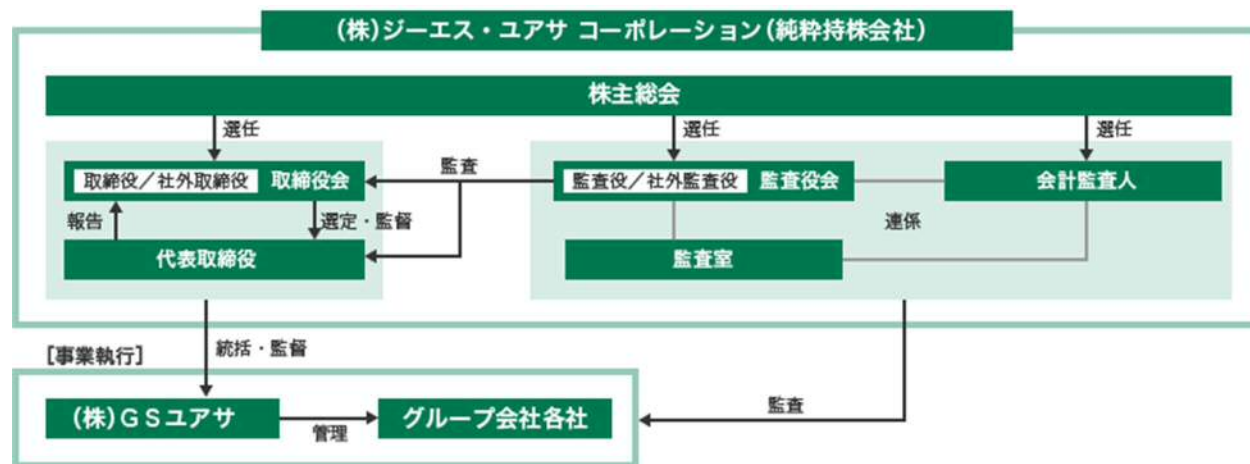 (株)ジーエス・ユアサ コーポレーション(純粋持株会社)
株主総会
選任
選任
選任
取締役/社外取締役 取締役会
監査
監査役/社外監査役 監査役会
会計監査人
報告
選定・監督
連係
代表取締役
監査室
統括・監督
[事業執行]
(株)GSユアサ
管理
グループ会社各社
監査